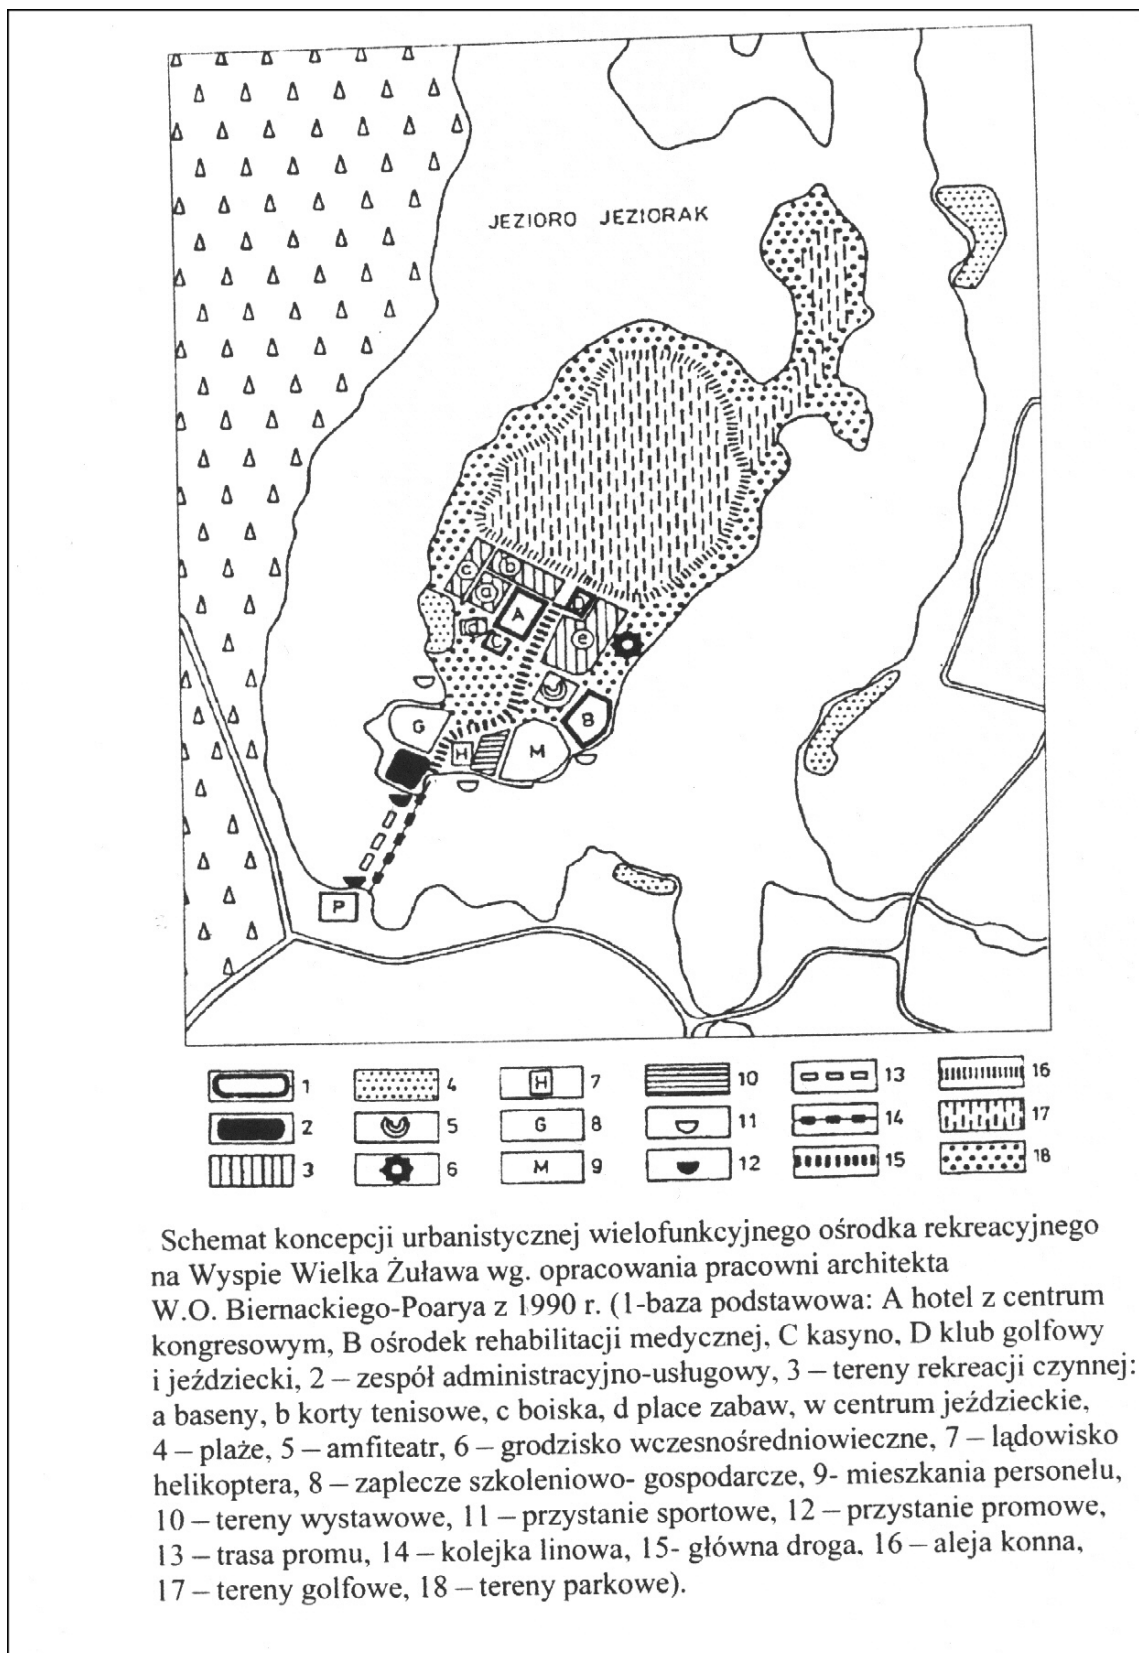 JEZIORO JEZIORAK
c
b
a
A
D
d
C
e
G
B
H
M
P
1
4
7
10
13
16
2
5
G
8
11
14
17
3
6
M
9
12
15
18
Schemat koncepcji urbanistycznej wielofunkcyjnego ośrodka rekreacyjnego
na Wyspie Wielka Żuława wg. opracowania pracowni architekta
W.O. Biernackiego-Poarya z 1990 r. (1-baza podstawowa: A hotel z centrum
kongresowym, B ośrodek rehabilitacji medycznej, C kasyno, D klub golfowy
i jeździecki, 2 – zespół administracyjno-usługowy, 3 – tereny rekreacji czynnej:
a baseny, b korty tenisowe, c boiska, d place zabaw, w centrum jeździeckie,
4 – plaże, 5 – amfiteatr, 6 – grodzisko wczesnośredniowieczne, 7 – lądowisko
helikoptera, 8 – zaplecze szkoleniowo- gospodarcze, 9- mieszkania personelu,
10 – tereny wystawowe, 11 – przystanie sportowe, 12 – przystanie promowe,
13 – trasa promu, 14 – kolejka linowa, 15- główna droga. 16 – aleja konna,
17 – tereny golfowe, 18 – tereny parkowe).